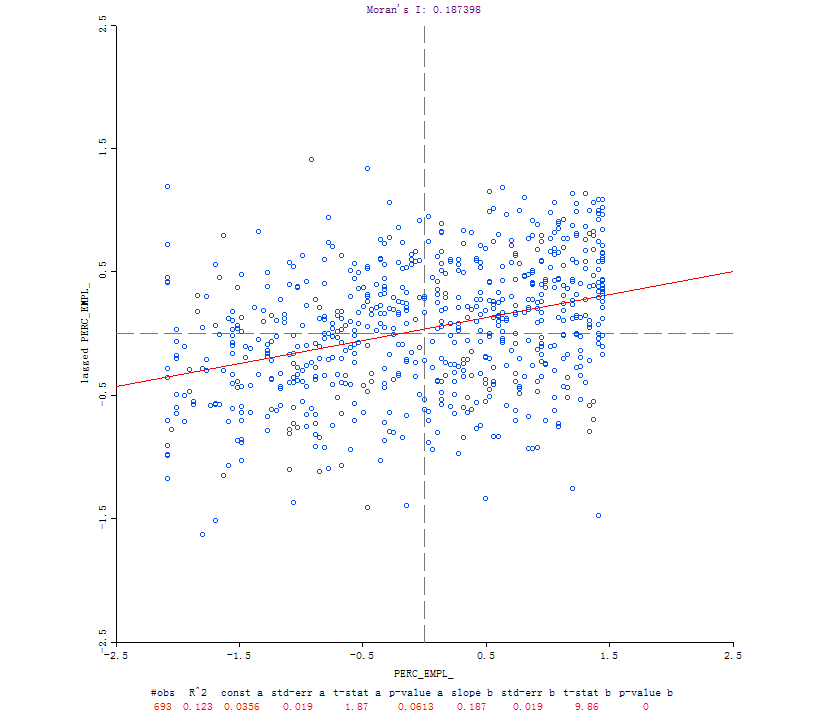 Moran's I: 0.187398
2.5
1.5
0.5
-0.5
-1.5
-2.5
lagged PERC_EMPL_
-2.5 -1.5 -0.5 0.5 1.5 2.5
PERC_EMPL_
#obs R^2 const a std-err a t-stat a p-value a slope b std-err b t-stat b p-value b
693 0.123 0.0356 0.019 1.87 0.0613 0.187 0.019 9.86 0